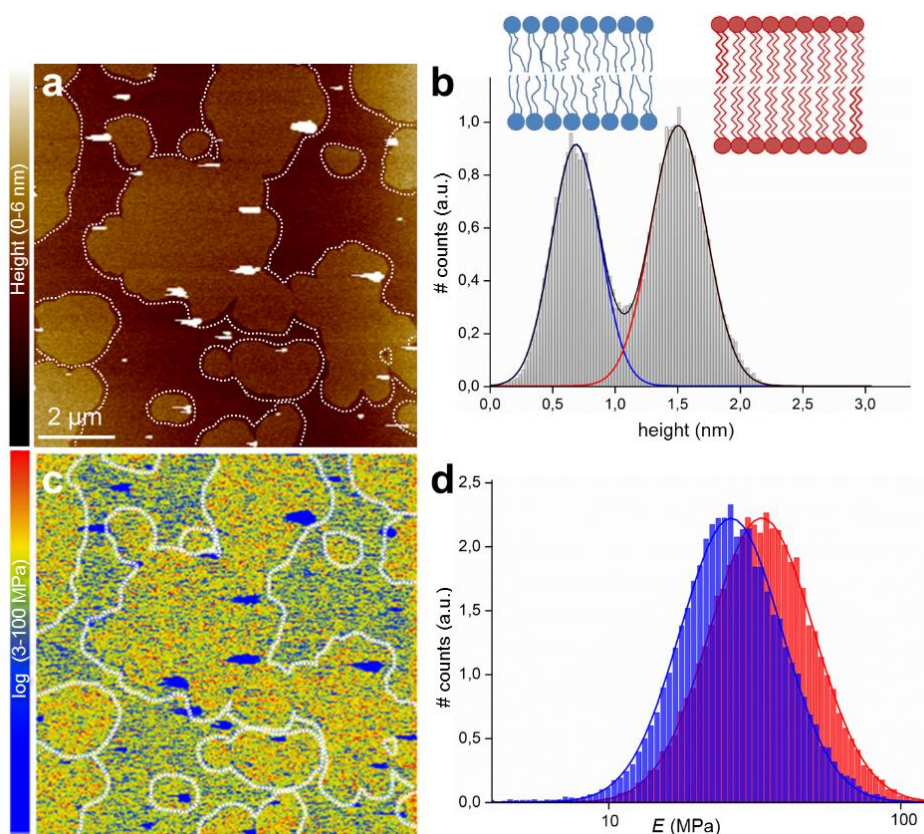 a
Height (0-6 nm)
2 µm
b
# counts (a.u.)
1,0
0,8
0,6
0,4
0,2
0,0
0,0 0,5 1,0 1,5 2,0 2,5 3,0
height (nm)
c
log (3-100 MPa)
d
# counts (a.u.)
2,5
2,0
1,5
1,0
0,5
0,0
10 100
E (MPa)